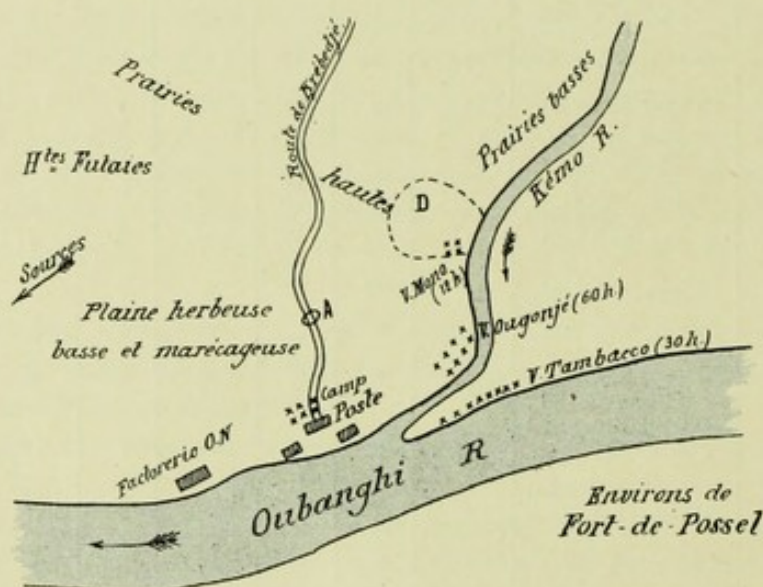 Prairies
Htes Futaies
Sources
Route de Krébedjé
hautes
D
Prairies basses
Kémo R.
V. Mono
(12 h)
Plaine herbeuse
basse et marécageuse
A
V. Ougonjé (60 h.)
V. Tambacco (30 h.)
Camp
Poste
Factorerie O.N
Oubanghi R
Environs de
Fort-de-Possel